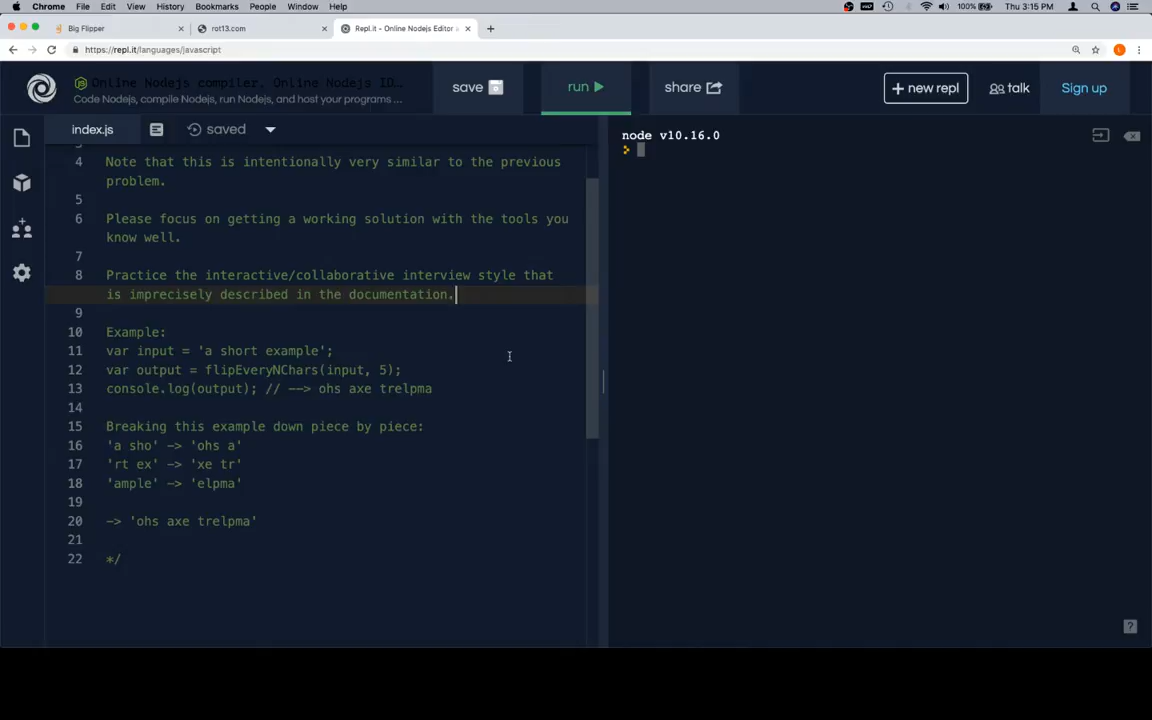 Chrome File Edit View History Bookmarks People Window Help 100% Thu 3:15 PM
Big Flipper
rot13.com
Repl.it - Online Nodejs Editor a
https://repl.it/languages/javascript
Online Nodejs compiler, Online Nodejs ID...
Code Nodejs, compile Nodejs, run Nodejs, and host your programs ...
save
run
share
+ new repl
talk
Sign up
index.js
saved
node v10.16.0
4 Note that this is intentionally very similar to the previous
problem.
5
6 Please focus on getting a working solution with the tools you
know well.
7
8 Practice the interactive/collaborative interview style that
is imprecisely described in the documentation.
9
10 Example:
11 var input = 'a short example';
12 var output = flipEveryNChars(input, 5);
13 console.log(output); // --> ohs axe trelpma
14
15 Breaking this example down piece by piece:
16 'a sho' -> 'ohs a'
17 'rt ex' -> 'xe tr'
18 'ample' -> 'elpma'
19
20 -> 'ohs axe trelpma'
21
22 */